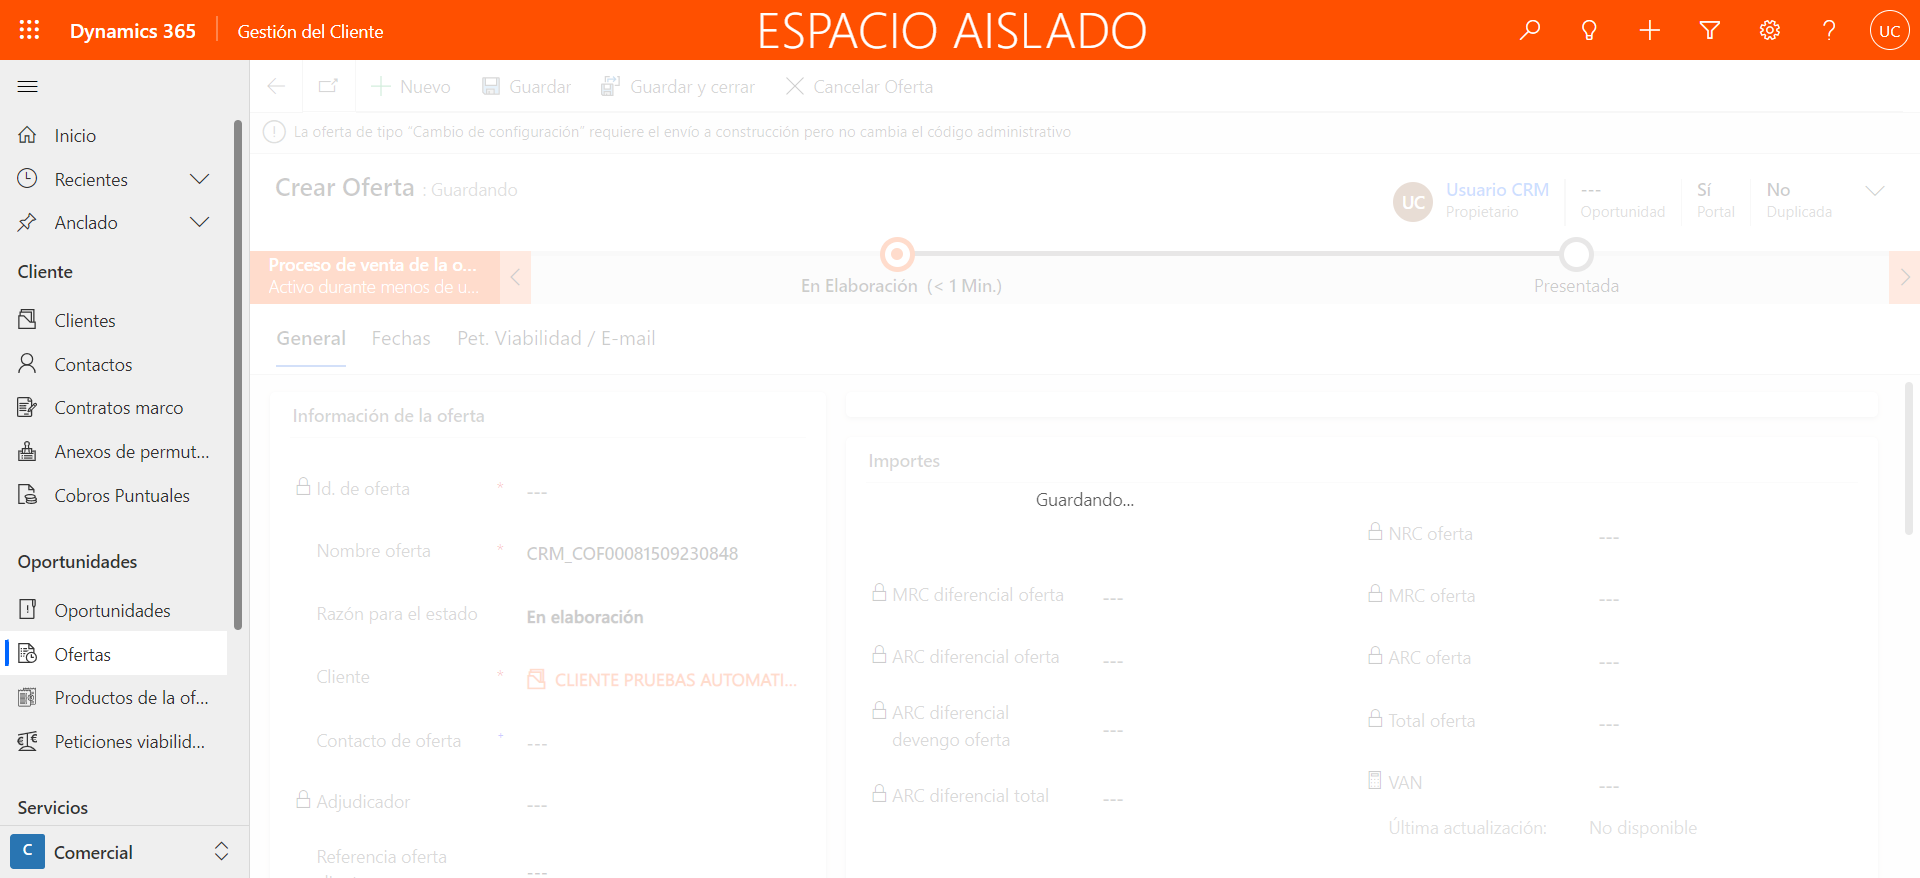 Dynamics 365
Gestión del Cliente
ESPACIO AISLADO
UC
Nuevo
Guardar
Guardar y cerrar
Cancelar Oferta
La oferta de tipo "Cambio de configuración" requiere el envío a construcción pero no cambia el código administrativo
Inicio
Recientes
Anclado
Cliente
Clientes
Contactos
Contratos marco
Anexos de permut...
Cobros Puntuales
Oportunidades
Oportunidades
Ofertas
Productos de la of...
Peticiones viabilid...
Servicios
C
Comercial
Crear Oferta : Guardando
UC
Usuario CRM
Propietario
---
Oportunidad
Sí
Portal
No
Duplicada
Proceso de venta de la o...
Activo durante menos de u...
En Elaboración (< 1 Min.)
Presentada
General
Fechas
Pet. Viabilidad / E-mail
Información de la oferta
Id. de oferta * ---
Nombre oferta * CRM_COF00081509230848
Razón para el estado En elaboración
Cliente * CLIENTE PRUEBAS AUTOMATI...
Contacto de oferta + ---
Adjudicador ---
Referencia oferta
---
Importes
Guardando...
MRC diferencial oferta ---
ARC diferencial oferta ---
ARC diferencial
devengo oferta ---
ARC diferencial total ---
NRC oferta ---
MRC oferta ---
ARC oferta ---
Total oferta ---
VAN ---
Última actualización: No disponible